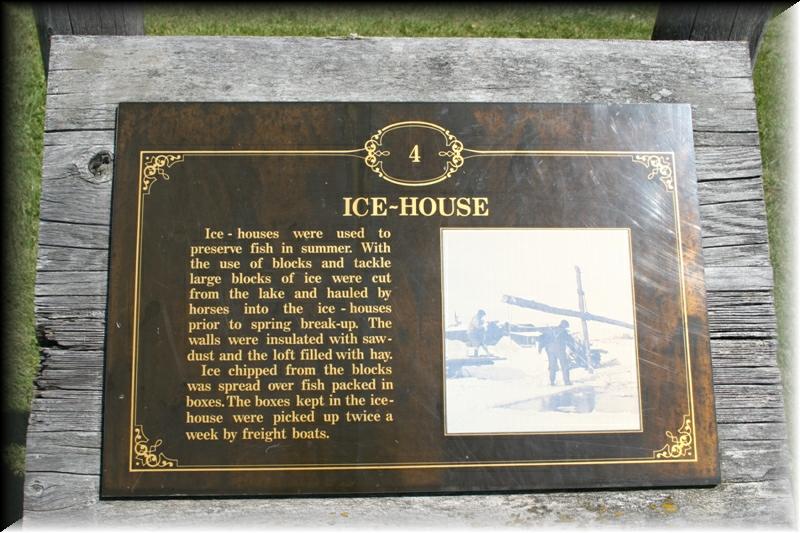 4
ICE-HOUSE
Ice - houses were used to
preserve fish in summer. With
the use of blocks and tackle
large blocks of ice were cut
from the lake and hauled by
horses into the ice - houses
prior to spring break-up. The
walls were insulated with saw-
dust and the loft filled with hay.
Ice chipped from the blocks
was spread over fish packed in
boxes. The boxes kept in the ice-
house were picked up twice a
week by freight boats.